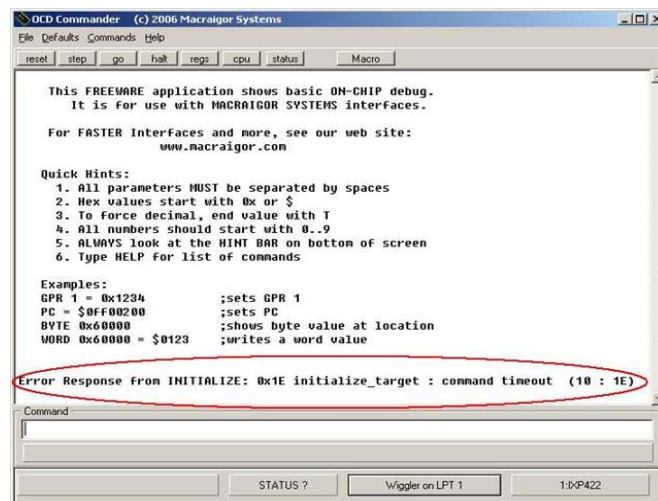 OCD Commander (c) 2006 Macraigor Systems
File Defaults Commands Help
reset step go halt regs cpu status Macro
This FREEWARE application shows basic ON-CHIP debug.
It is for use with MACRAIGOR SYSTEMS interfaces.
For FASTER Interfaces and more, see our web site:
www.macraigor.com
Quick Hints:
1. All parameters MUST be separated by spaces
2. Hex values start with 0x or $
3. To force decimal, end value with T
4. All numbers should start with 0..9
5. ALWAYS look at the HINT BAR on bottom of screen
6. Type HELP for list of commands
Examples:
GPR 1 = 0x1234 ;sets GPR 1
PC = $0FF00200 ;sets PC
BYTE 0x60000 ;shows byte value at location
WORD 0x60000 = $0123 ;writes a word value
Error Response from INITIALIZE: 0x1E initialize_target : command timeout (10 : 1E)
Command
STATUS ? Wiggler on LPT 1 1:IXP422